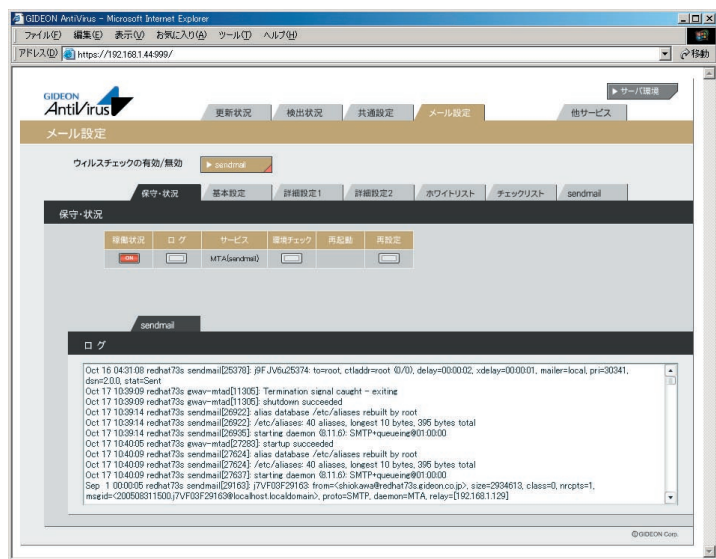 GIDEON AntiVirus - Microsoft Internet Explorer
ファイル(F) 編集(E) 表示(V) お気に入り(A) ツール(T) ヘルプ(H)
アドレス(D) https://192.168.1.44:999/ 移動
▶ サーバ環境
GIDEON
AntiVirus
更新状況 検出状況 共通設定 メール設定 他サービス
メール設定
ウィルスチェックの有効/無効 ▶ sendmail
保守・状況 基本設定 詳細設定1 詳細設定2 ホワイトリスト チェックリスト sendmail
保守・状況
稼働状況 ログ サービス 環境チェック 再起動 再設定
ON MTA(sendmail)
sendmail
ログ
Oct 16 04:31:08 redhat73s sendmail[25378]: j9FJV6u25374: to=root, ctladdr=root (0/0), delay=00:00:02, xdelay=00:00:01, mailer=local, pri=30341,
dsn=2.0.0, stat=Sent
Oct 17 10:39:09 redhat73s gwav-mtad[11305]: Termination signal caught - exiting
Oct 17 10:39:09 redhat73s gwav-mtad[11305]: shutdown succeeded
Oct 17 10:39:14 redhat73s sendmail[26922]: alias database /etc/aliases rebuilt by root
Oct 17 10:39:14 redhat73s sendmail[26922]: /etc/aliases: 40 aliases, longest 10 bytes, 395 bytes total
Oct 17 10:39:14 redhat73s sendmail[26935]: starting daemon (8.11.6): SMTP+queueing@01:00:00
Oct 17 10:40:05 redhat73s gwav-mtad[27283]: startup succeeded
Oct 17 10:40:09 redhat73s sendmail[27624]: alias database /etc/aliases rebuilt by root
Oct 17 10:40:09 redhat73s sendmail[27624]: /etc/aliases: 40 aliases, longest 10 bytes, 395 bytes total
Oct 17 10:40:09 redhat73s sendmail[27637]: starting daemon (8.11.6): SMTP+queueing@01:00:00
Sep 1 00:00:05 redhat73s sendmail[29163]: j7VF03F29163: from=<shiokawa@redhat73s.gideon.co.jp>, size=2934613, class=0, nrcpts=1,
msgid=<200508311500.j7VF03F29163@localhost.localdomain>, proto=SMTP, daemon=MTA, relay=[192.168.1.129]
©GIDEON Corp.